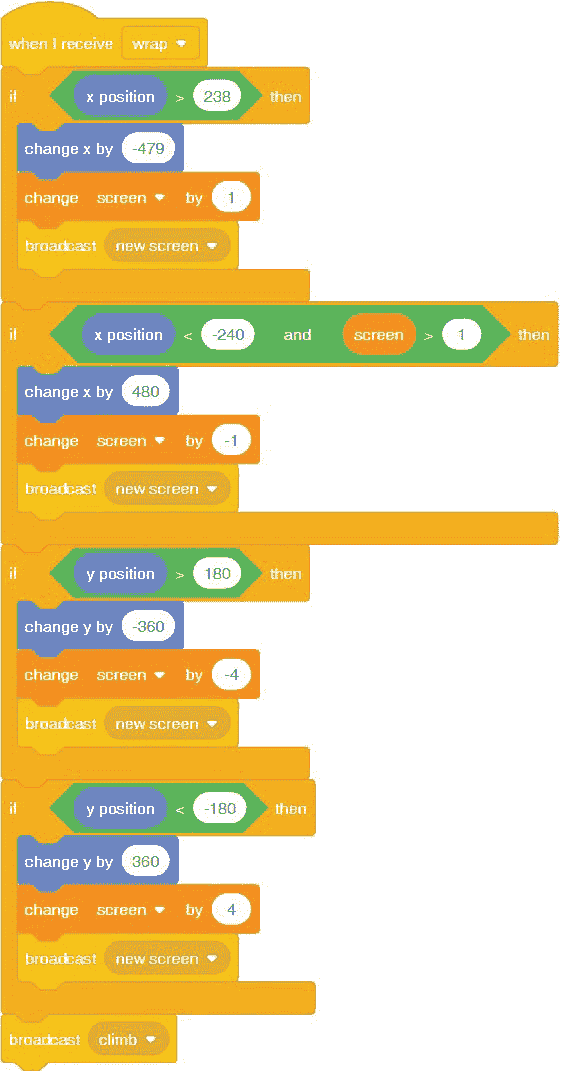 when I receive wrap
if x position > 238 then
change x by -479
change screen by 1
broadcast new screen
if x position < -240 and screen > 1 then
change x by 480
change screen by -1
broadcast new screen
if y position > 180 then
change y by -360
change screen by -4
broadcast new screen
if y position < -180 then
change y by 360
change screen by 4
broadcast new screen
broadcast climb